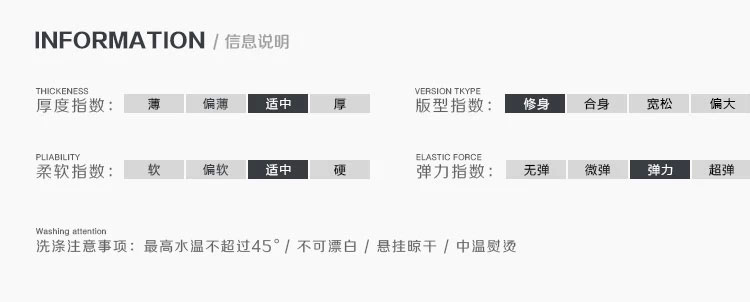 INFORMATION / 信息说明
THICKENESS VERSION TKYPE
厚度指数： 薄 偏薄 适中 厚 版型指数： 修身 合身 宽松 偏大
PLIABILITY ELASTIC FORCE
柔软指数： 软 偏软 适中 硬 弹力指数： 无弹 微弹 弹力 超弹
Washing attention
洗涤注意事项：最高水温不超过45°/ 不可漂白 / 悬挂晾干 / 中温熨烫